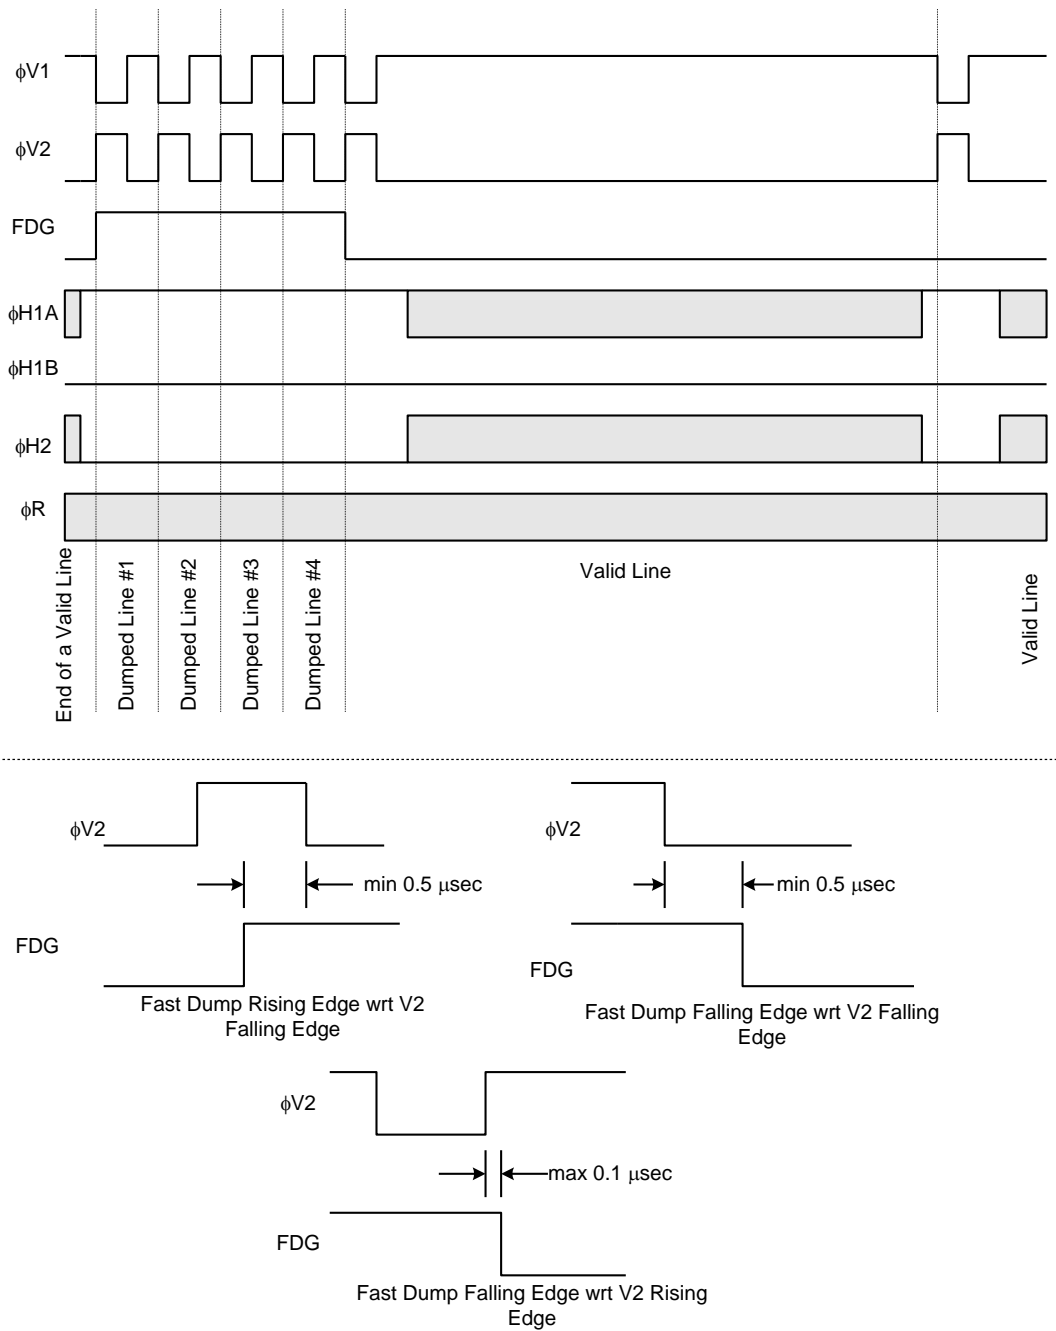 ϕV1
ϕV2
FDG
ϕH1A
ϕH1B
ϕH2
ϕR
End of a Valid Line
Dumped Line #1
Dumped Line #2
Dumped Line #3
Dumped Line #4
Valid Line
Valid Line
ϕV2
min 0.5 μsec
FDG
Fast Dump Rising Edge wrt V2
Falling Edge
ϕV2
min 0.5 μsec
FDG
Fast Dump Falling Edge wrt V2 Falling
Edge
ϕV2
max 0.1 μsec
FDG
Fast Dump Falling Edge wrt V2 Rising
Edge